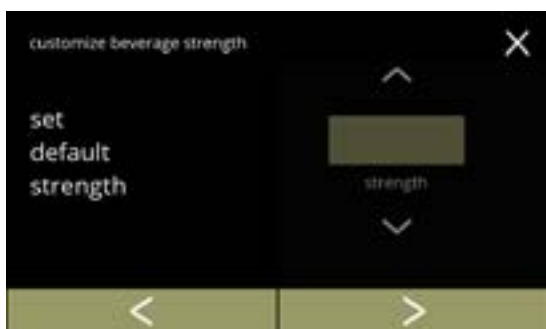 customize beverage strength
set
default
strength
strength